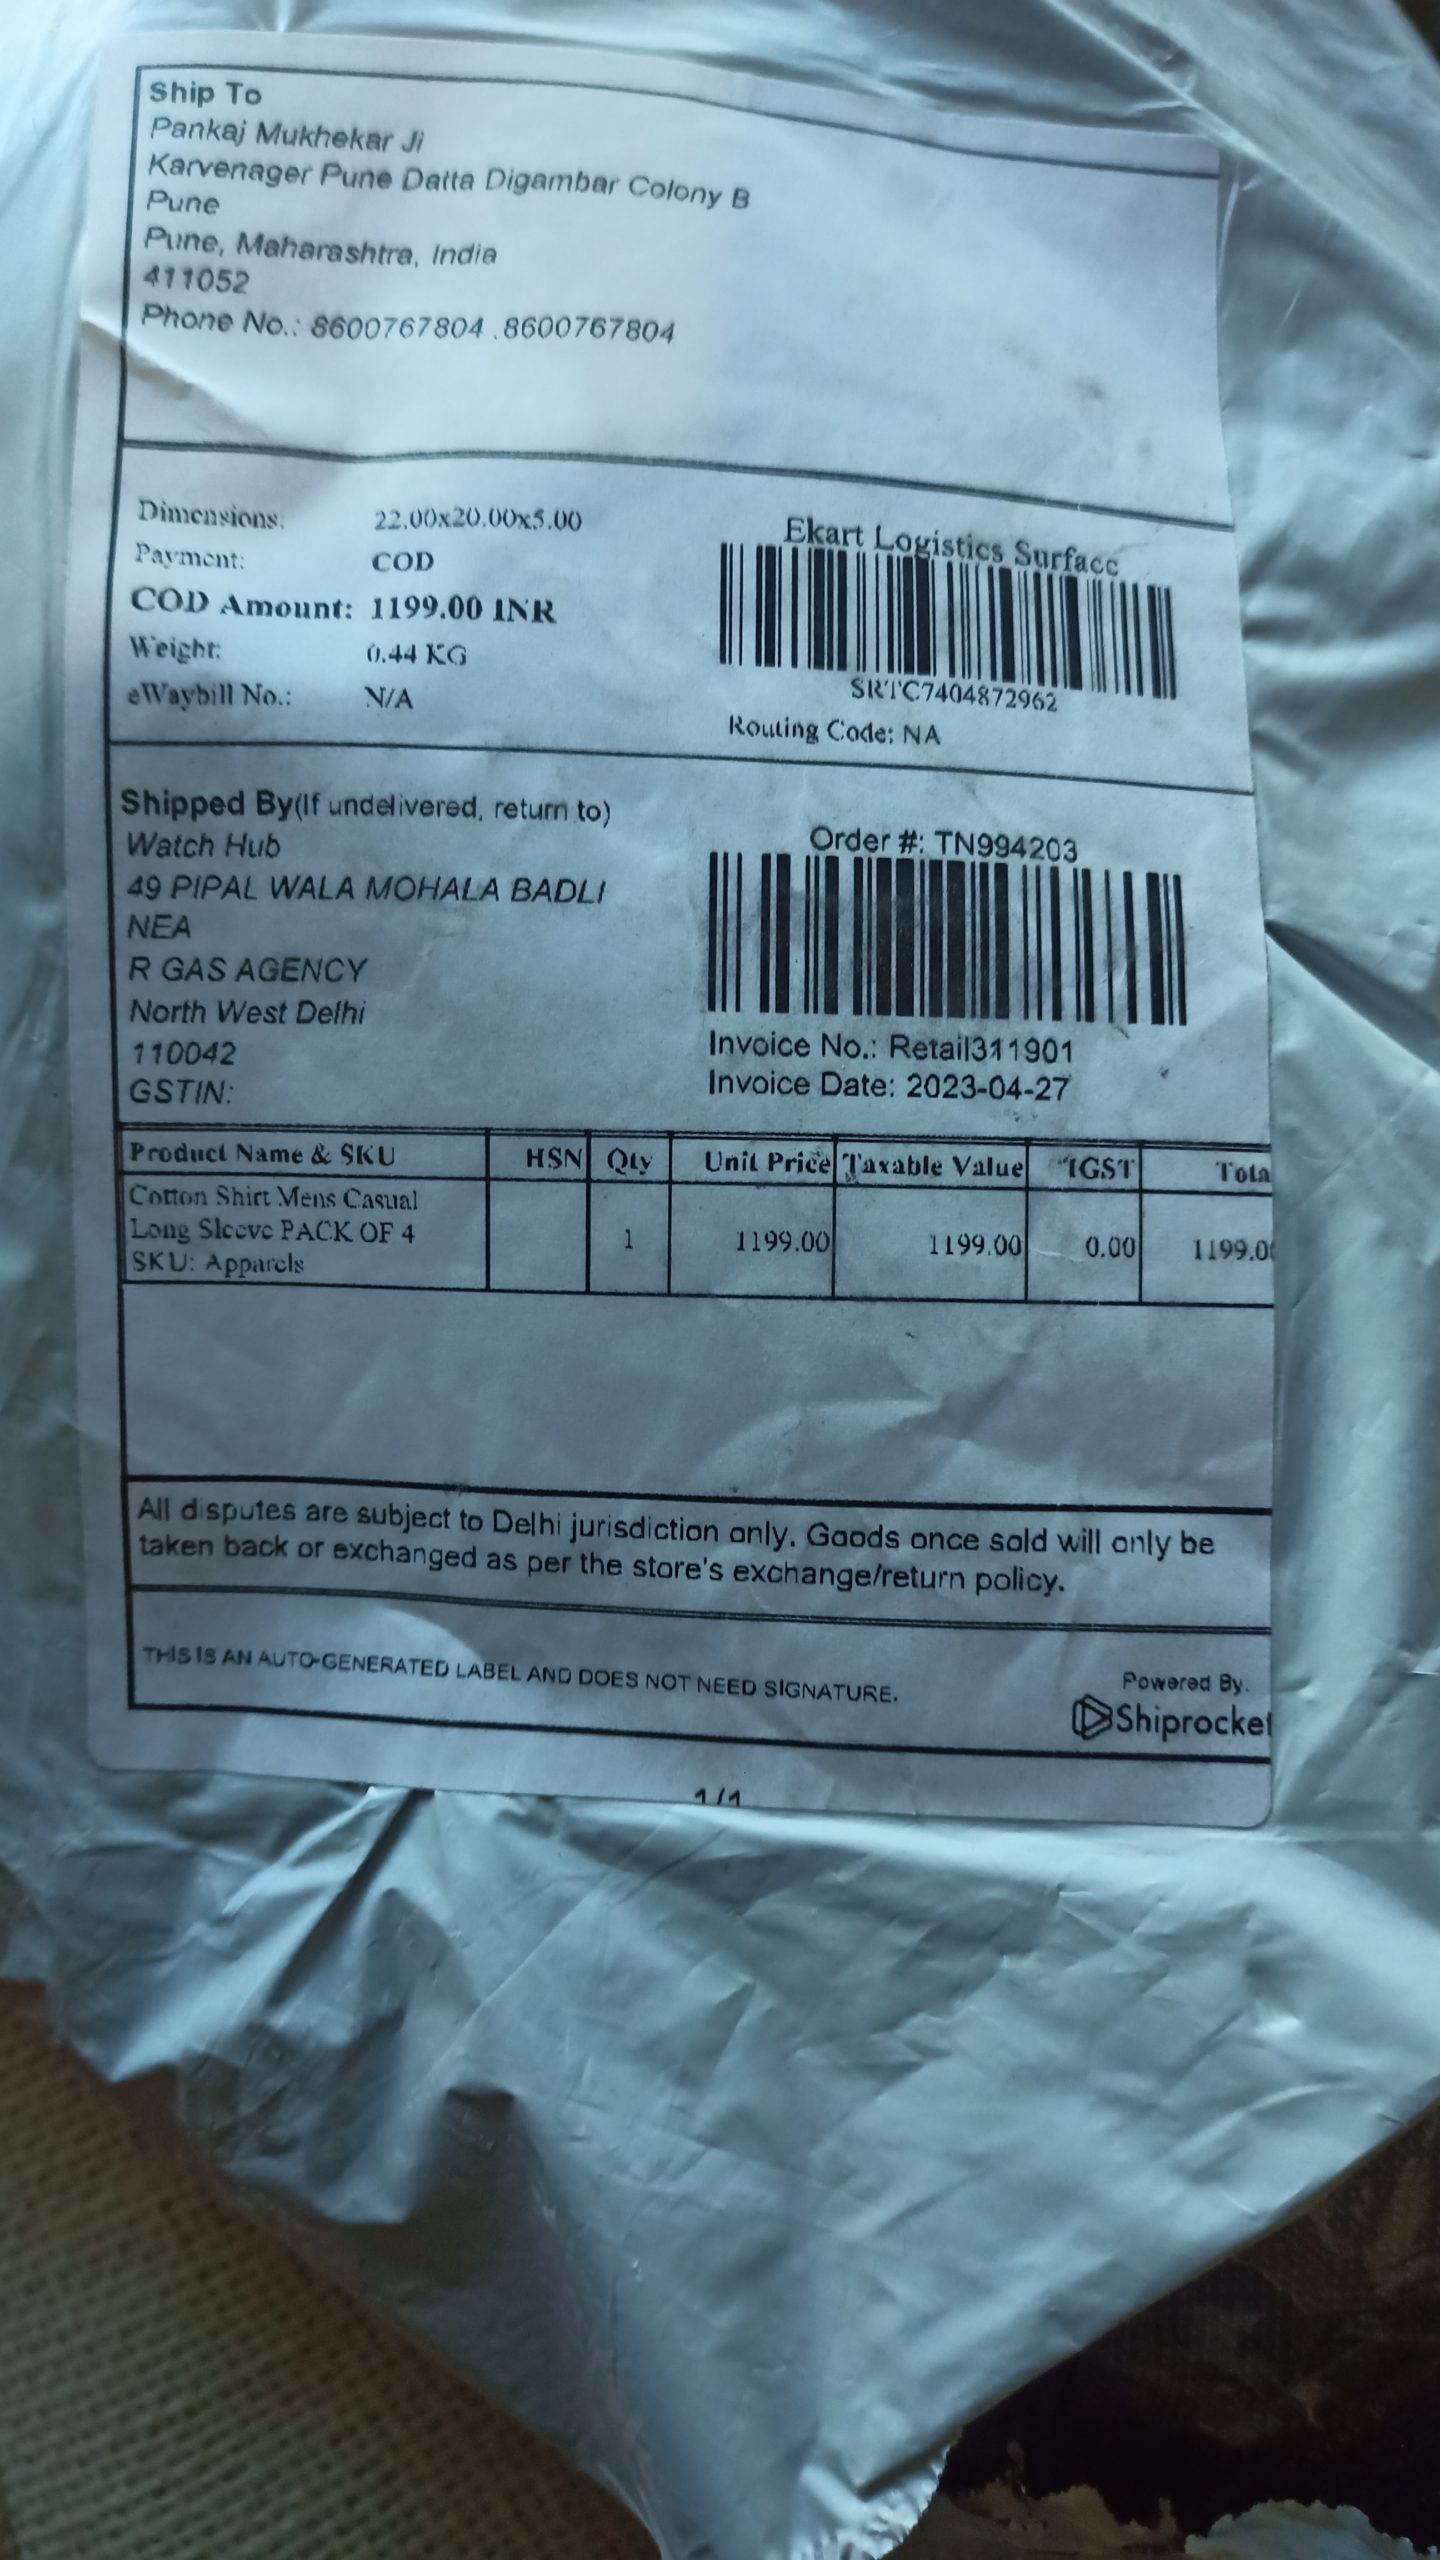 Ship To
Pankaj Mukhekar Ji
Karvenager Pune Datta Digambar Colony B
Pune
Pune, Maharashtra, India
411052
Phone No.: 8600767804 .8600767804
Dimensions: 22.00x20.00x5.00
Payment: COD
COD Amount: 1199.00 INR
Weight: 0.44 KG
eWaybill No.: N/A
Ekart Logistics Surface
SRTC7404872962
Routing Code: NA
Shipped By(If undelivered, return to)
Watch Hub
49 PIPAL WALA MOHALA BADLI
NEA
R GAS AGENCY
North West Delhi
110042
GSTIN:
Order #: TN994203
Invoice No.: Retail311901
Invoice Date: 2023-04-27
Product Name & SKU HSN Qty Unit Price Taxable Value IGST Tota
Cotton Shirt Mens Casual
Long Sleeve PACK OF 4
SKU: Apparels
1 1199.00 1199.00 0.00 1199.00
All disputes are subject to Delhi jurisdiction only. Goods once sold will only be
taken back or exchanged as per the store's exchange/return policy.
THIS IS AN AUTO-GENERATED LABEL AND DOES NOT NEED SIGNATURE.
Powered By:
Shiprocket
1/1